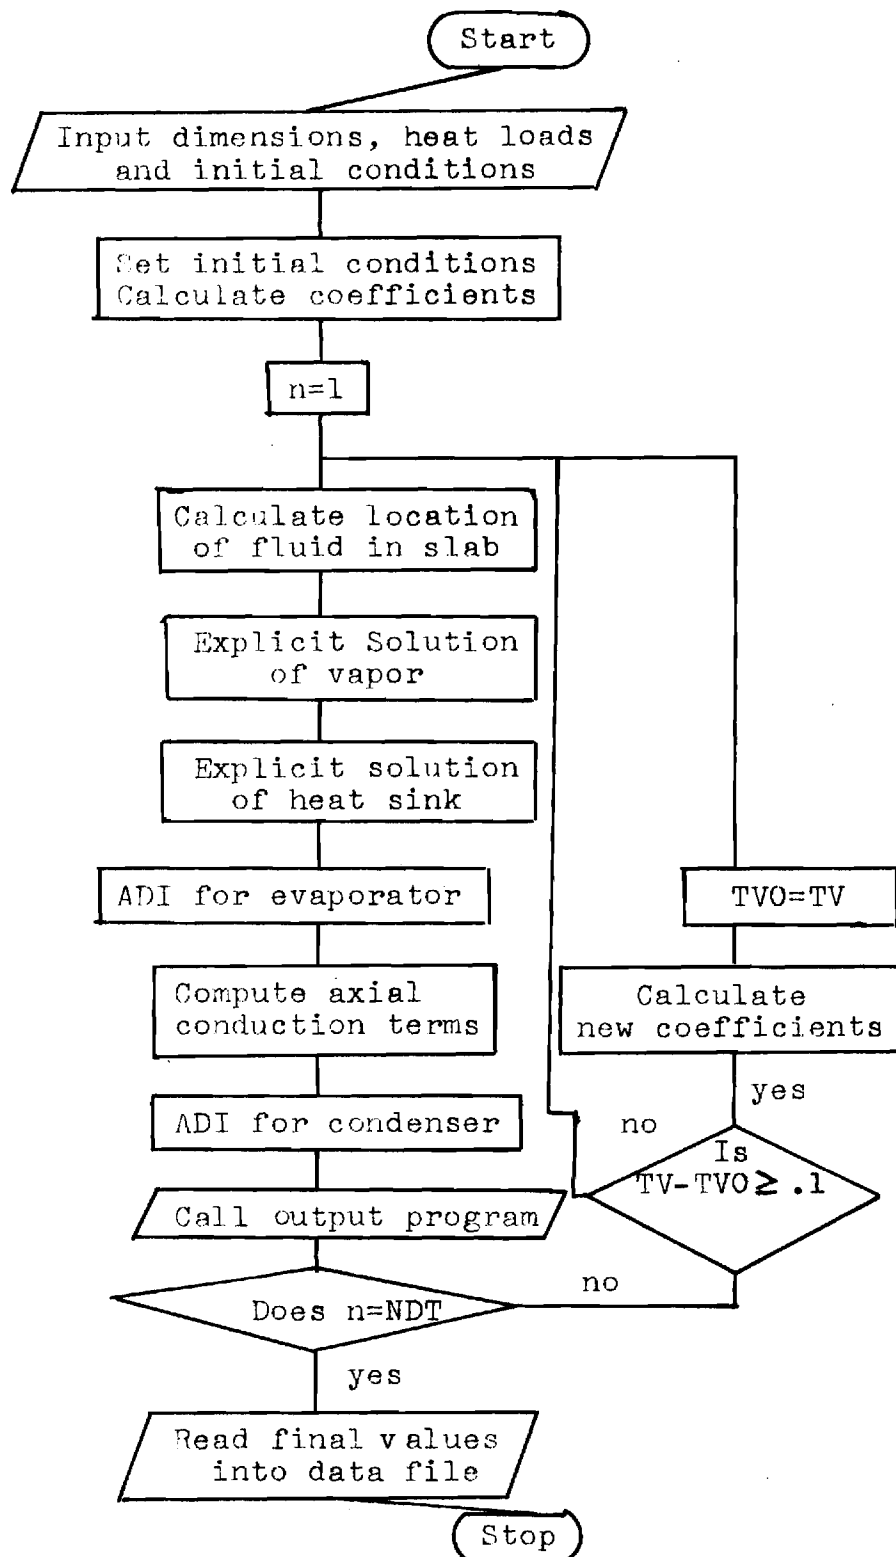 Start
Input dimensions, heat loads
and initial conditions
Set initial conditions
Calculate coefficients
n=1
Calculate location
of fluid in slab
Explicit Solution
of vapor
Explicit solution
of heat sink
ADI for evaporator
TVO=TV
Compute axial
conduction terms
Calculate
new coefficients
yes
ADI for condenser
no
Is
TV-TVO≥ .1
Call output program
no
Does n=NDT
yes
Read final values
into data file
Stop